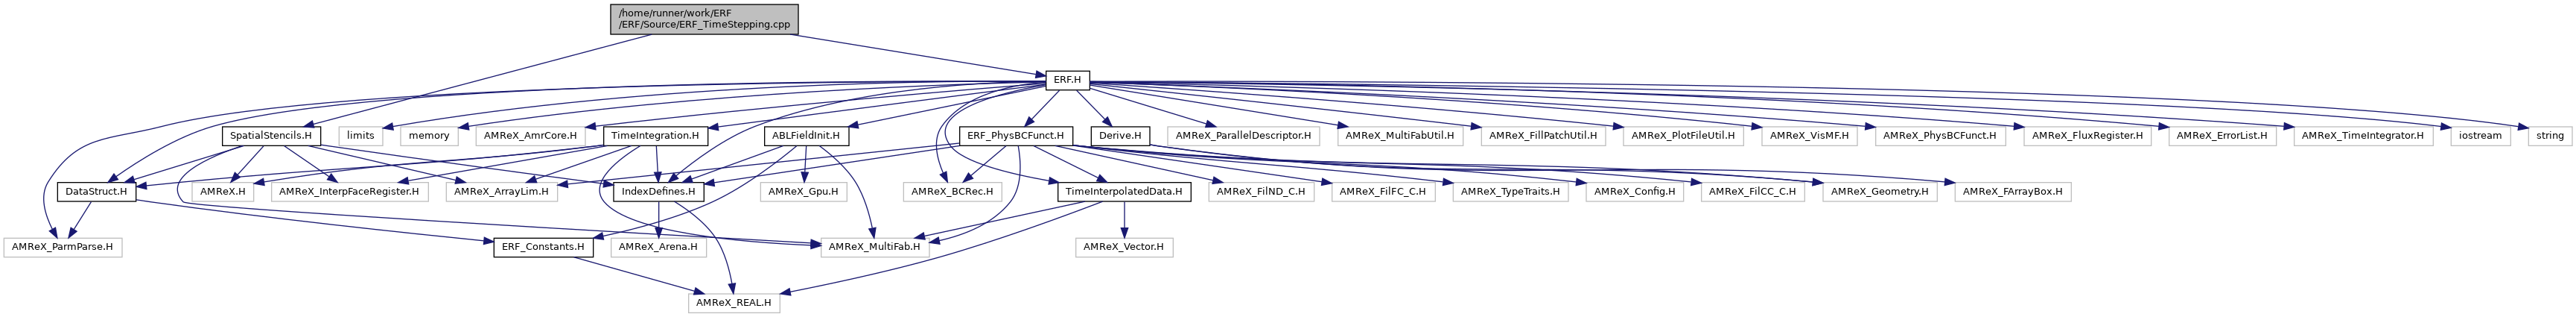 /home/runner/work/ERF
/ERF/Source/ERF_TimeStepping.cpp
ERF.H
SpatialStencils.H
limits
memory
AMReX_AmrCore.H
TimeIntegration.H
ABLFieldInit.H
ERF_PhysBCFunct.H
Derive.H
AMReX_ParallelDescriptor.H
AMReX_MultiFabUtil.H
AMReX_FillPatchUtil.H
AMReX_PlotFileUtil.H
AMReX_VisMF.H
AMReX_PhysBCFunct.H
AMReX_FluxRegister.H
AMReX_ErrorList.H
AMReX_TimeIntegrator.H
iostream
string
DataStruct.H
AMReX.H
AMReX_InterpFaceRegister.H
AMReX_ArrayLim.H
IndexDefines.H
AMReX_Gpu.H
AMReX_BCRec.H
TimeInterpolatedData.H
AMReX_FilND_C.H
AMReX_FilFC_C.H
AMReX_TypeTraits.H
AMReX_Config.H
AMReX_FilCC_C.H
AMReX_Geometry.H
AMReX_FArrayBox.H
AMReX_ParmParse.H
ERF_Constants.H
AMReX_Arena.H
AMReX_MultiFab.H
AMReX_Vector.H
AMReX_REAL.H